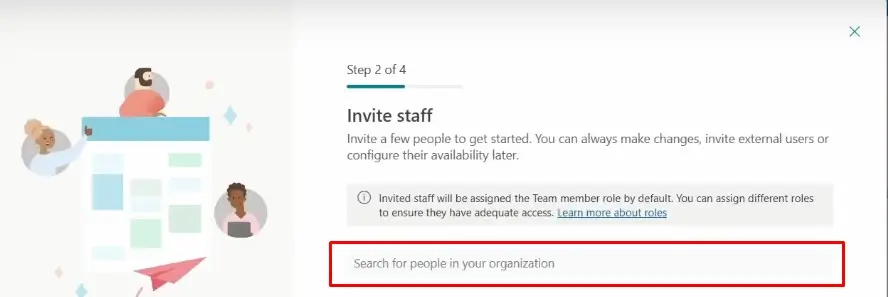 Step 2 of 4
Invite staff
Invite a few people to get started. You can always make changes, invite external users or
configure their availability later.
Invited staff will be assigned the Team member role by default. You can assign different roles
to ensure they have adequate access. Learn more about roles
Search for people in your organization